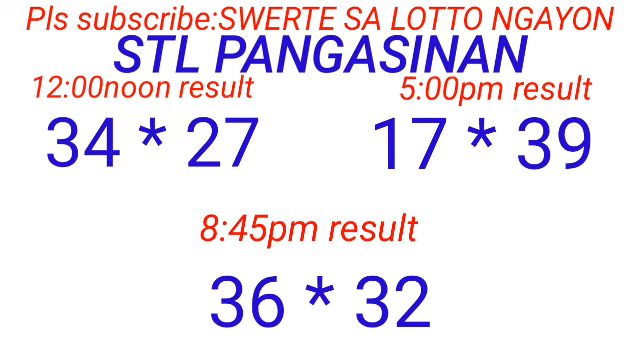 Pls subscribe:SWERTE SA LOTTO NGAYON
STL PANGASINAN
12:00noon result
34 * 27
5:00pm result
17 * 39
8:45pm result
36 * 32